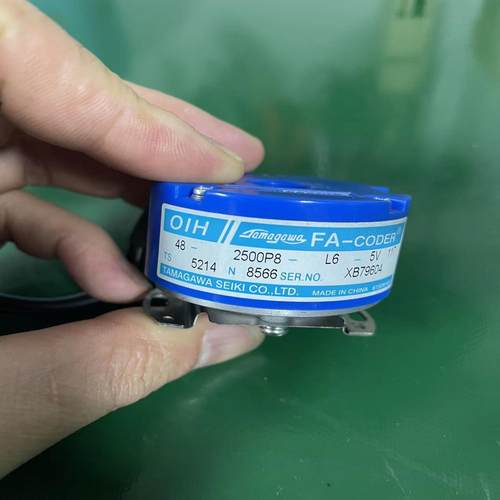 OIH Tamagawa FA-CODER®
48- 2500P8- L6 - 5V
TS 5214 N 8566 SER.NO. XB79604
TAMAGAWA SEIKI CO.,LTD. MADE IN CHINA